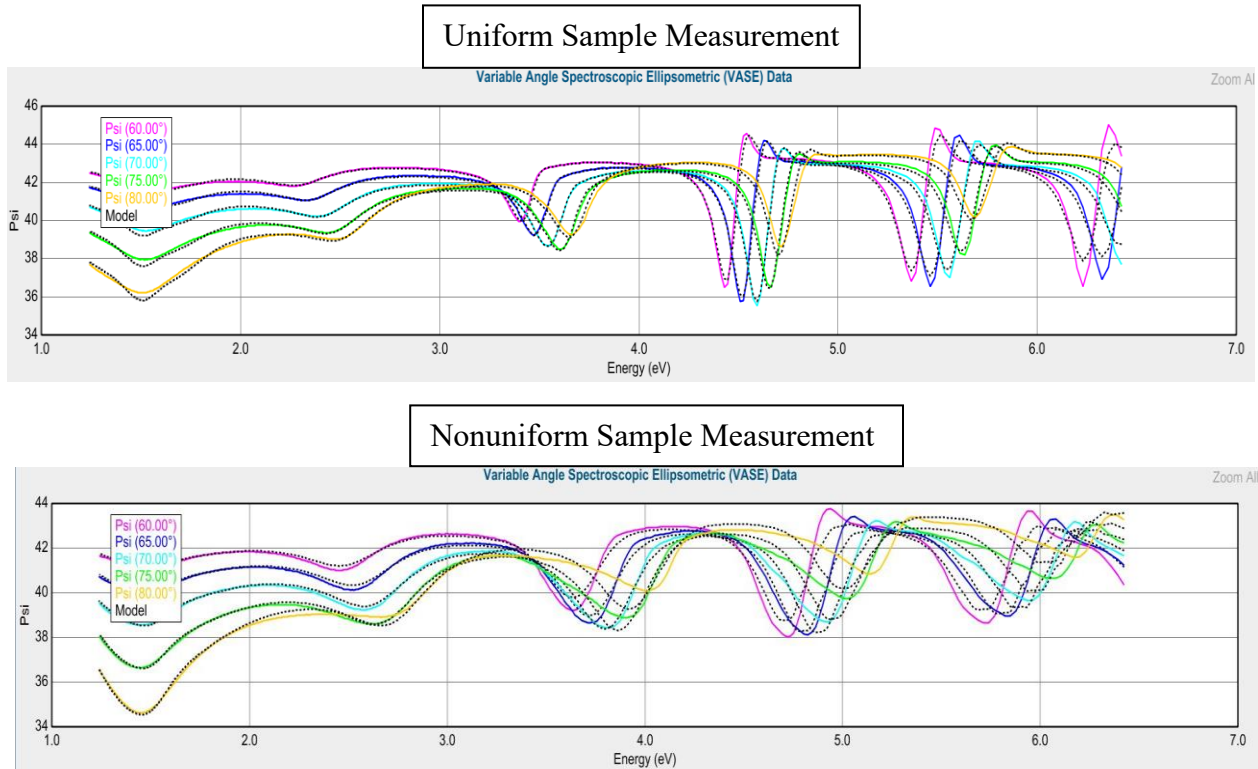 Uniform Sample Measurement
Variable Angle Spectroscopic Ellipsometric (VASE) Data
Zoom Al
46
44
42
40
38
36
34
Psi
Psi (60.00°)
Psi (65.00°)
Psi (70.00°)
Psi (75.00°)
Psi (80.00°)
Model
1.0 2.0 3.0 4.0 5.0 6.0 7.0
Energy (eV)
Nonuniform Sample Measurement
Variable Angle Spectroscopic Ellipsometric (VASE) Data
Zoom All
44
42
40
38
36
34
Psi
Psi (60.00°)
Psi (65.00°)
Psi (70.00°)
Psi (75.00°)
Psi (80.00°)
Model
1.0 2.0 3.0 4.0 5.0 6.0 7.0
Energy (eV)